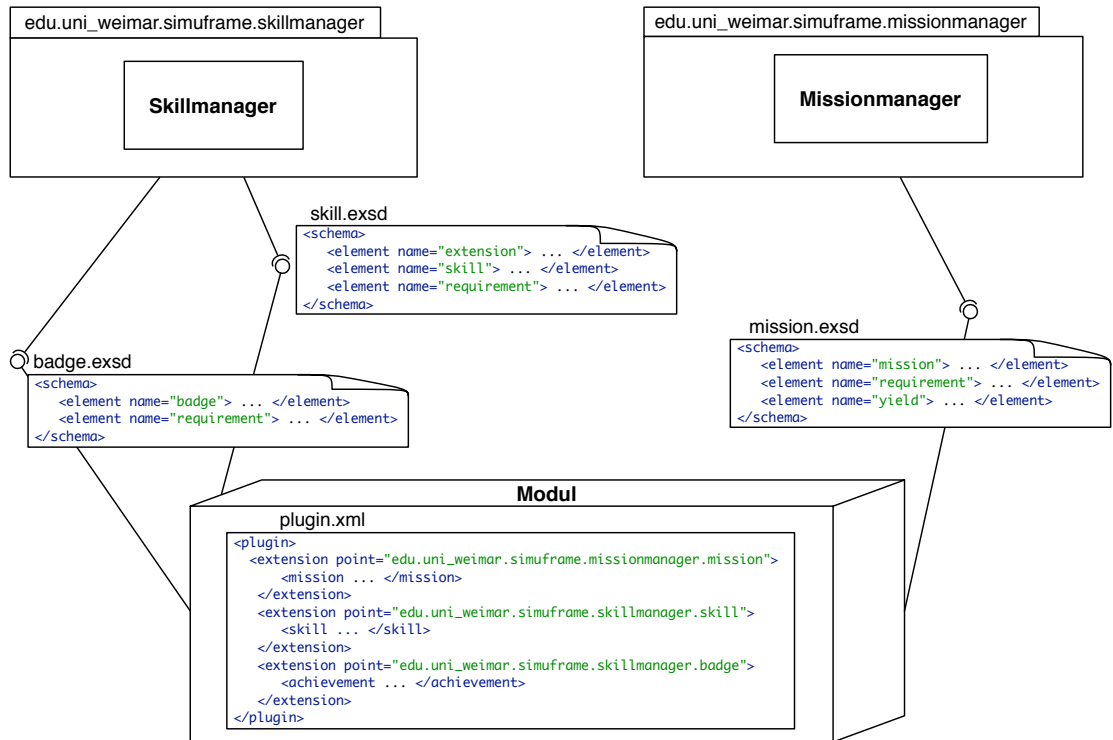 edu.uni_weimar.simuframe.skillmanager
Skillmanager
edu.uni_weimar.simuframe.missionmanager
Missionmanager
skill.exsd
<schema>
<element name="extension"> ... </element>
<element name="skill"> ... </element>
<element name="requirement"> ... </element>
</schema>
badge.exsd
<schema>
<element name="badge"> ... </element>
<element name="requirement"> ... </element>
</schema>
mission.exsd
<schema>
<element name="mission"> ... </element>
<element name="requirement"> ... </element>
<element name="yield"> ... </element>
</schema>
Modul
plugin.xml
<plugin>
<extension point="edu.uni_weimar.simuframe.missionmanager.mission">
<mission ... </mission>
</extension>
<extension point="edu.uni_weimar.simuframe.skillmanager.skill">
<skill ... </skill>
</extension>
<extension point="edu.uni_weimar.simuframe.skillmanager.badge">
<achievement ... </achievement>
</extension>
</plugin>